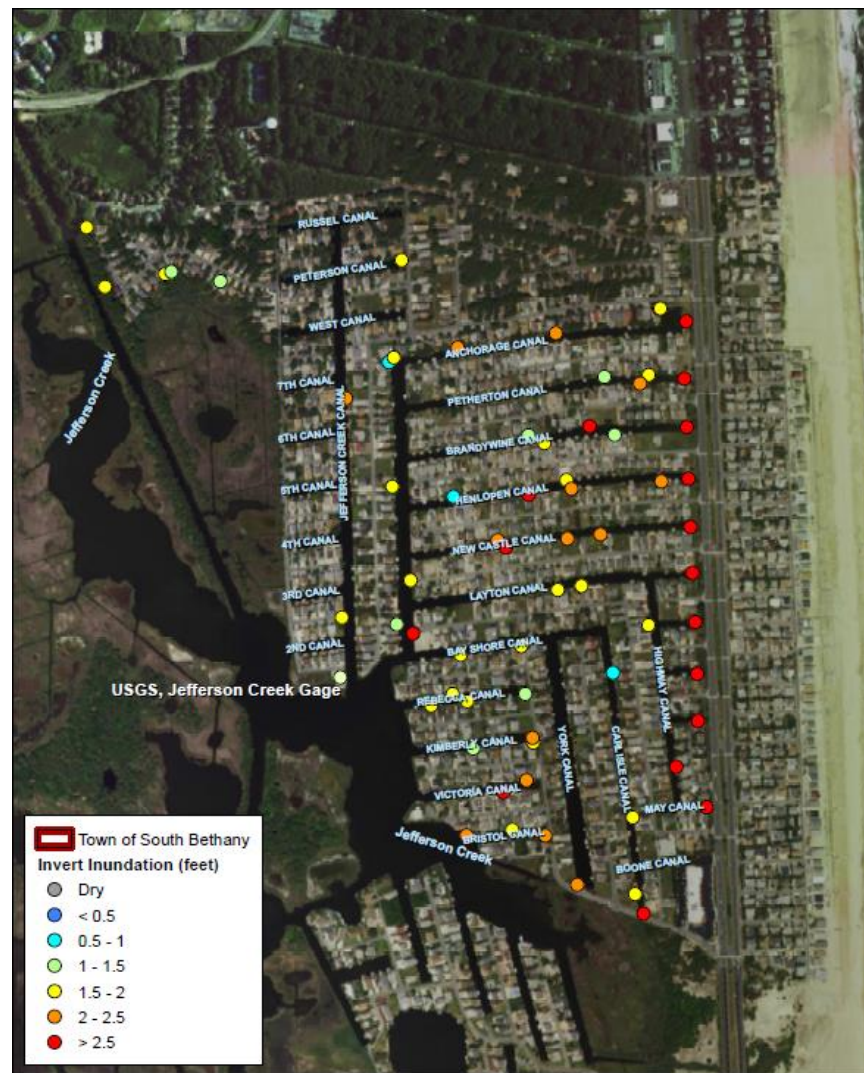 RUSSEL CANAL
PETERSON CANAL
WEST CANAL
ANCHORAGE CANAL
Jefferson Creek
7TH CANAL
PETHERTON CANAL
JEFFERSON CREEK CANAL
6TH CANAL
BRANDYWINE CANAL
5TH CANAL
HENLOPEN CANAL
4TH CANAL
NEW CASTLE CANAL
3RD CANAL
LAYTON CANAL
2ND CANAL
BAY SHORE CANAL
HIGHWAY CANAL
USGS, Jefferson Creek Gage
REBECCA CANAL
YORK CANAL
CARLISLE CANAL
KIMBERLY CANAL
VICTORIA CANAL
MAY CANAL
Jefferson Creek
BRISTOL CANAL
BOONE CANAL
Town of South Bethany
Invert Inundation (feet)
Dry
< 0.5
0.5 - 1
1 - 1.5
1.5 - 2
2 - 2.5
> 2.5